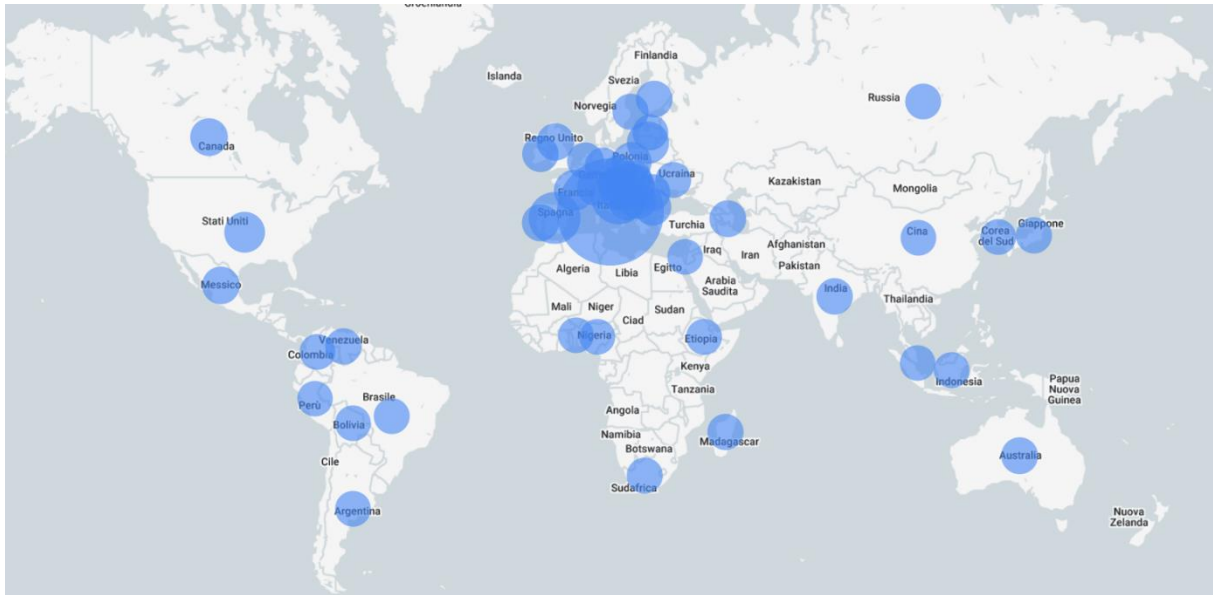 Groenlandia
Finlandia
Islanda
Svezia
Norvegia
Russia
Regno Unito
Canada
Polonia
Ucraina
Kazakistan
Mongolia
Spagna
Stati Uniti
Turchia
Cina
Corea
del Sud
Giappone
Iraq
Iran
Afghanistan
Pakistan
Algeria
Libia
Egitto
Arabia
Saudita
Messico
India
Thailandia
Mali
Niger
Ciad
Sudan
Nigeria
Etiopia
Venezuela
Colombia
Kenya
Indonesia
Tanzania
Papua
Nuova
Guinea
Perù
Brasile
Bolivia
Angola
Namibia
Botswana
Madagascar
Cile
Sudafrica
Australia
Argentina
Nuova
Zelanda